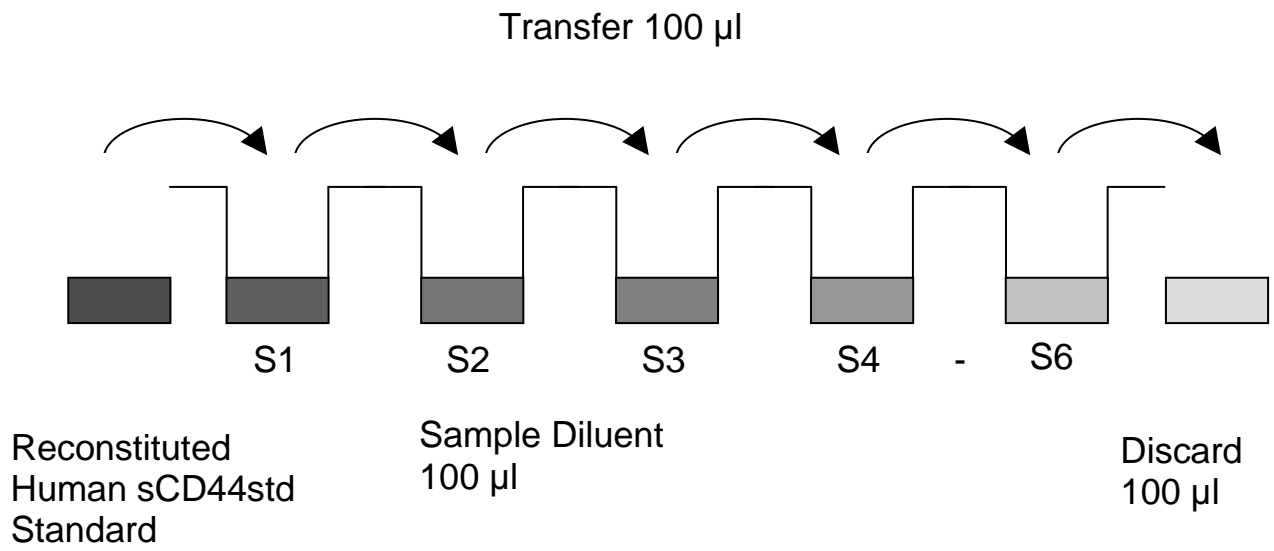 Transfer 100 µl
S1 S2 S3 S4 - S6
Reconstituted
Human sCD44std
Standard
Sample Diluent
100 µl
Discard
100 µl